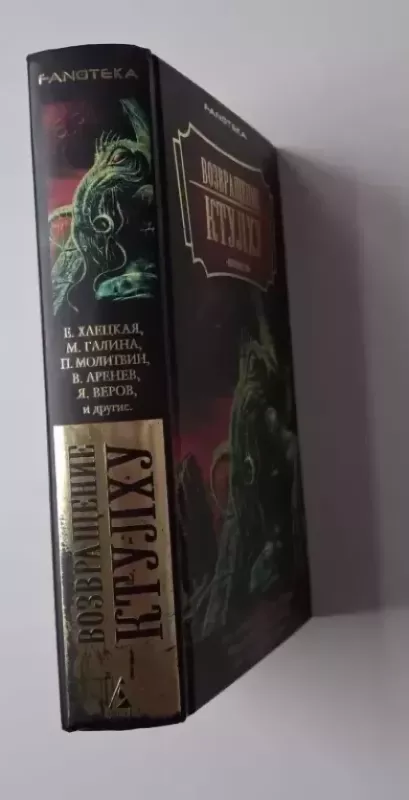 FANOTEKA
Е. ХАЕЦКАЯ,
М. ГАЛИНА,
П. МОЛИТВИН,
В. АРЕНЕВ,
Я. ВЕРОВ,
и другие.
ВОЗВРАЩЕНИЕ
КТУЛХУ
FANOTEKA
ВОЗВРАЩЕНИЕ
КТУЛХУ